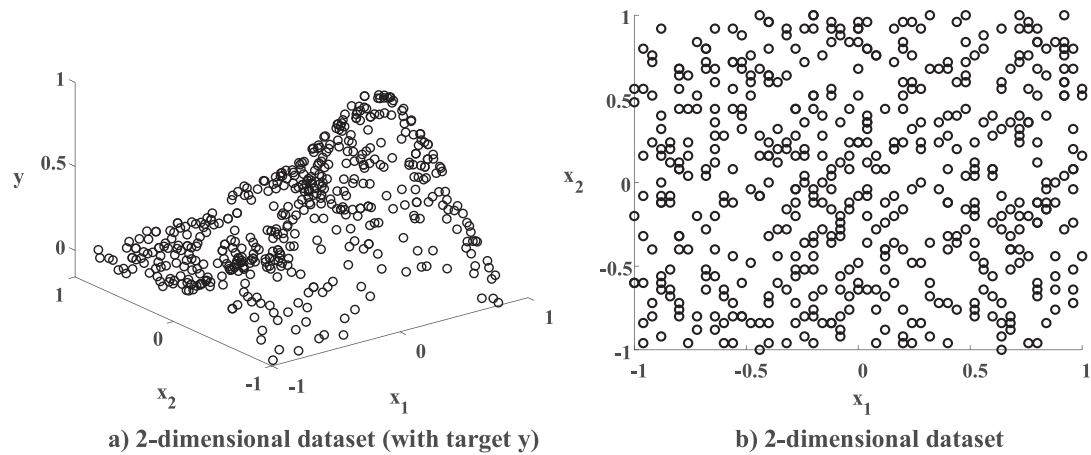 1
0.5
y
0
1
0
-1
x2
-1
0
1
x1
a) 2-dimensional dataset (with target y)
1
0.5
x2
0
-0.5
-1
-1
-0.5
0
0.5
1
x1
b) 2-dimensional dataset